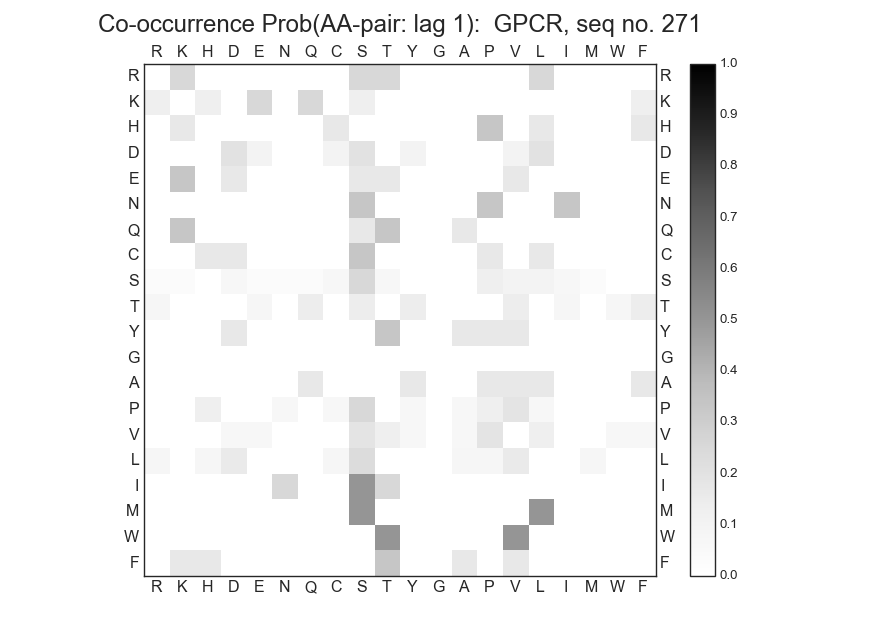 Co-occurrence Prob(AA-pair: lag 1):  GPCR, seq no. 271
R K H D E N Q C S T Y G A P V L I M W F
R R 1.0
K K 0.9
H H 0.8
D D
E E 0.7
N N
Q Q 0.6
C C
S S 0.5
T T
Y Y 0.4
G G
A A 0.3
P P
V V 0.2
L L
I I 0.1
M M
W W
F F 0.0
R K H D E N Q C S T Y G A P V L I M W F